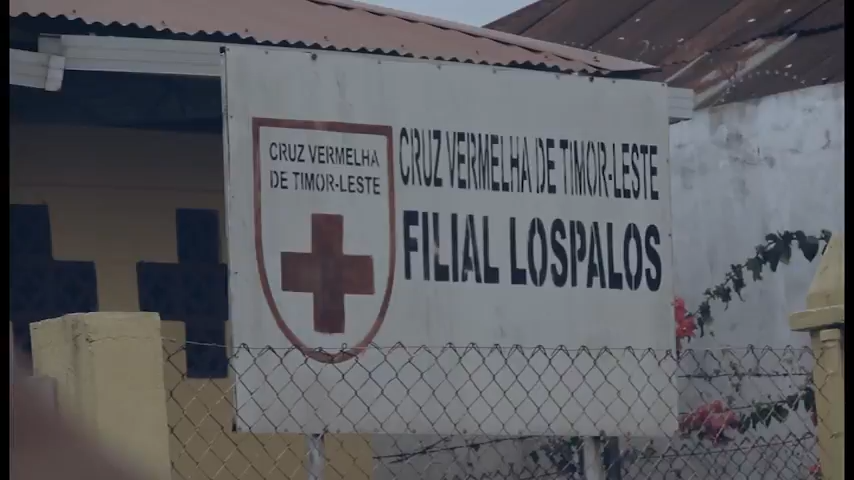 CRUZ VERMELHA
DE TIMOR-LESTE
CRUZ VERMELHA DE TIMOR-LESTE
FILIAL LOSPALOS